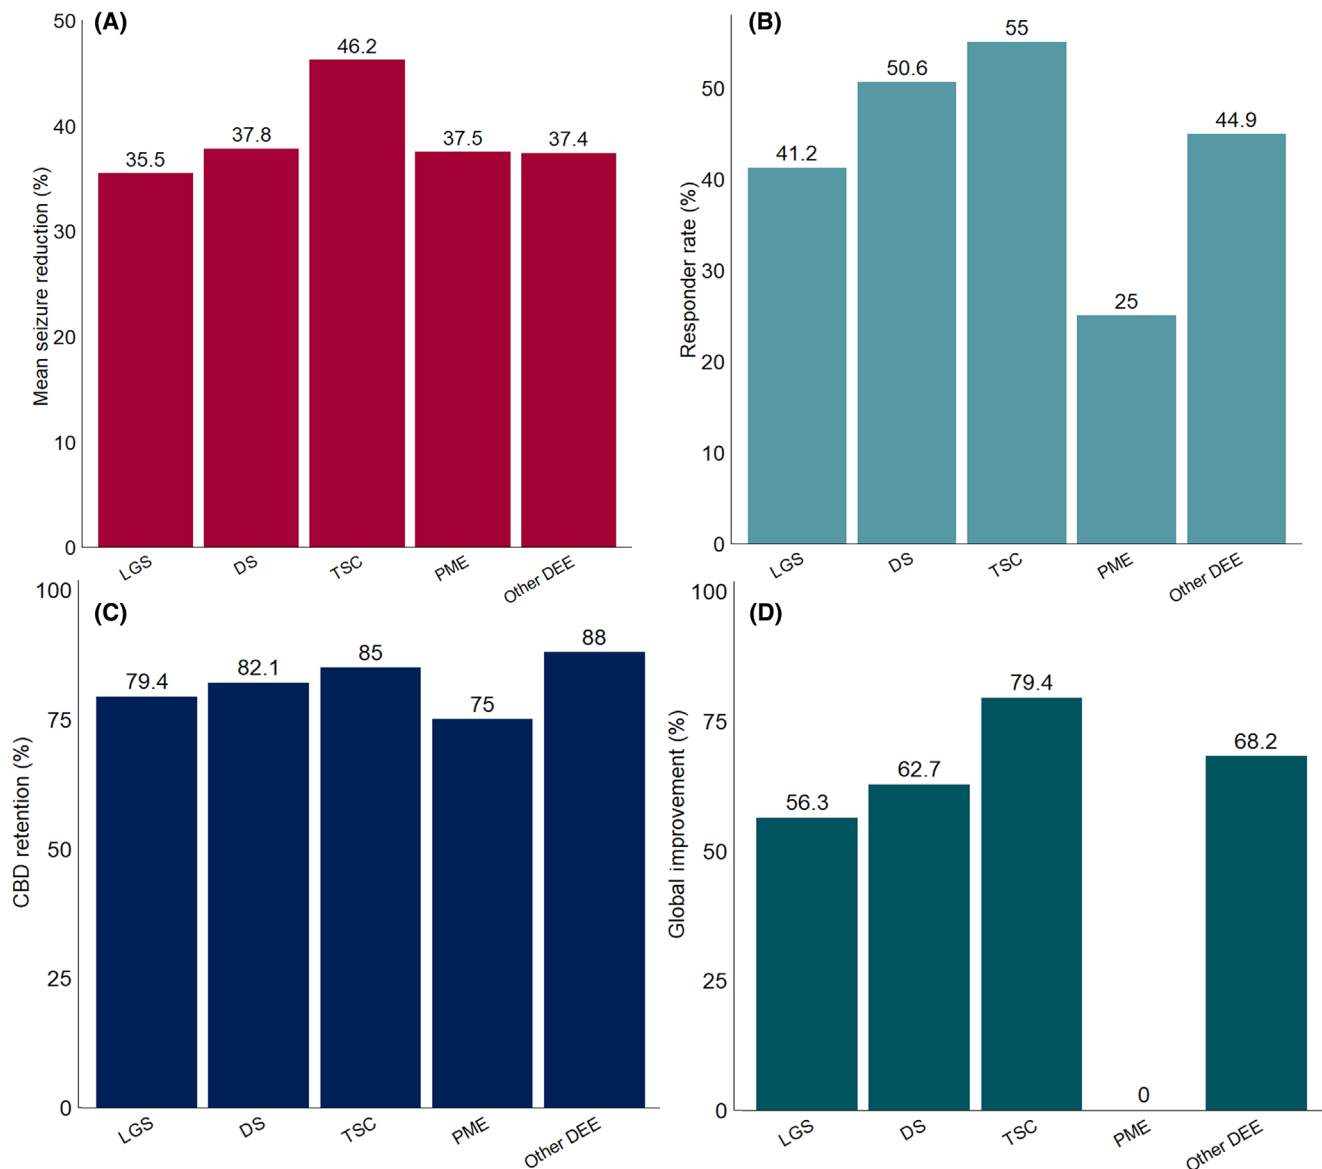 (A)
Mean seizure reduction (%)
50
40
30
20
10
0
35.5
37.8
46.2
37.5
37.4
LGS
DS
TSC
PME
Other DEE
(B)
Responder rate (%)
50
40
30
20
10
0
41.2
50.6
55
25
44.9
LGS
DS
TSC
PME
Other DEE
(C)
CBD retention (%)
100
75
50
25
0
79.4
82.1
85
75
88
LGS
DS
TSC
PME
Other DEE
(D)
Global improvement (%)
100
75
50
25
0
56.3
62.7
79.4
0
68.2
LGS
DS
TSC
PME
Other DEE